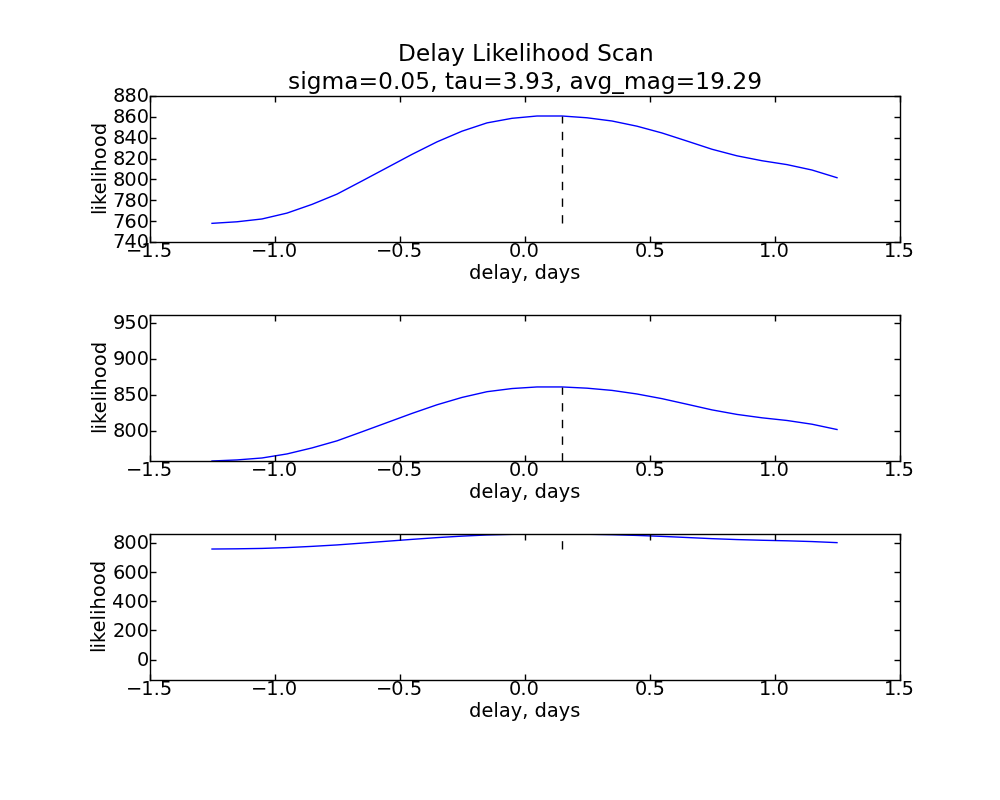 Delay Likelihood Scan
sigma=0.05, tau=3.93, avg_mag=19.29
880
860
840
820
800
780
760
740
likelihood
−1.5 −1.0 −0.5 0.0 0.5 1.0 1.5
delay, days
950
900
850
800
likelihood
−1.5 −1.0 −0.5 0.0 0.5 1.0 1.5
delay, days
800
600
400
200
0
likelihood
−1.5 −1.0 −0.5 0.0 0.5 1.0 1.5
delay, days